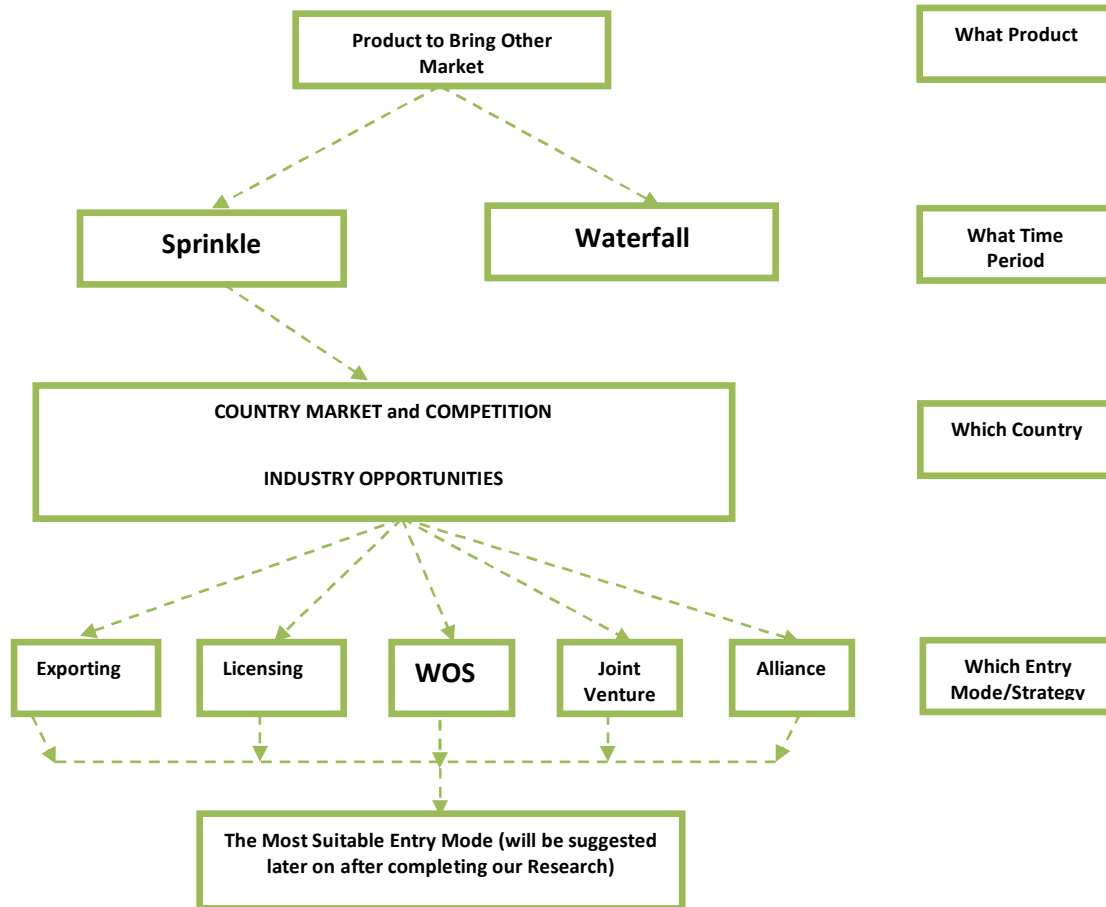 Product to Bring Other
Market
What Product
Sprinkle
Waterfall
What Time
Period
COUNTRY MARKET and COMPETITION
INDUSTRY OPPORTUNITIES
Which Country
Exporting
Licensing
WOS
Joint
Venture
Alliance
Which Entry
Mode/Strategy
The Most Suitable Entry Mode (will be suggested
later on after completing our Research)